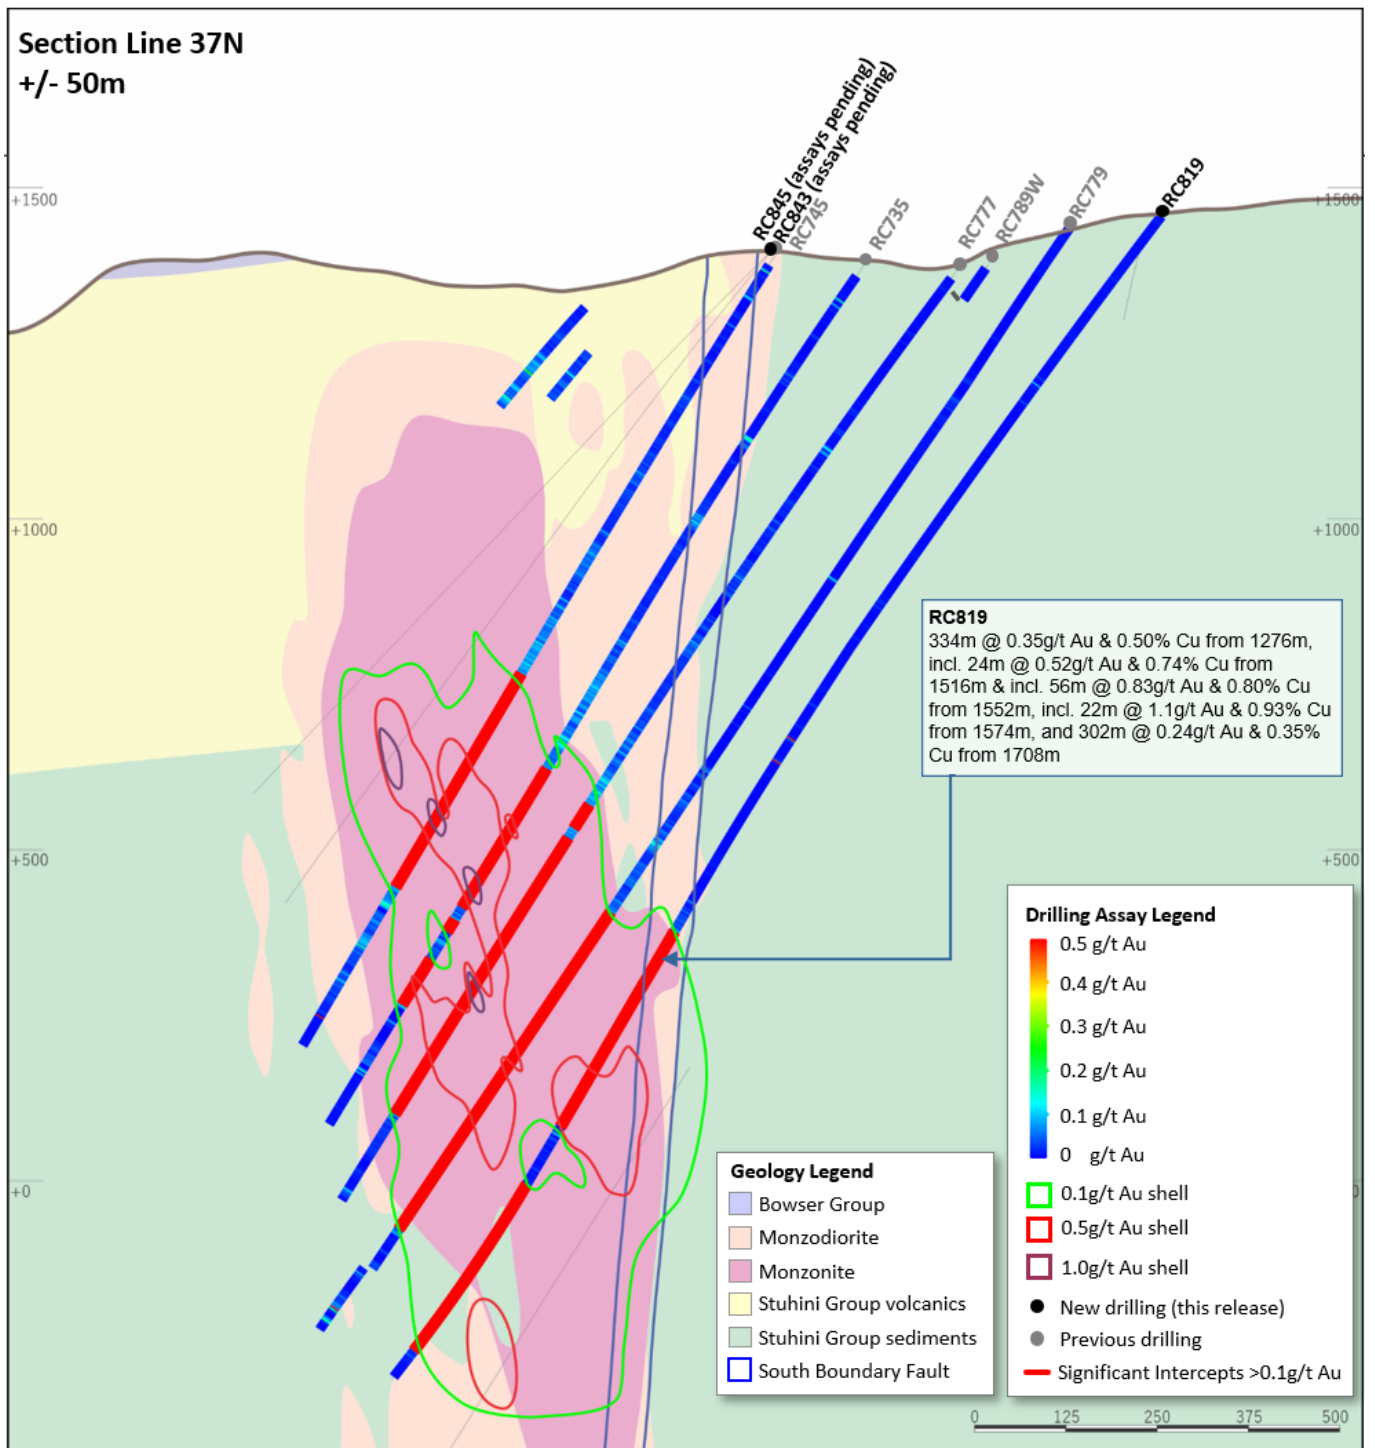 Section Line 37N
+/- 50m
RC845 (assays pending)
RC843 (assays pending)
RC745
RC735
RC777
RC789W
RC779
RC819
+1500
+1500
+1000
+1000
RC819
334m @ 0.35g/t Au & 0.50% Cu from 1276m,
incl. 24m @ 0.52g/t Au & 0.74% Cu from
1516m & incl. 56m @ 0.83g/t Au & 0.80% Cu
from 1552m, incl. 22m @ 1.1g/t Au & 0.93% Cu
from 1574m, and 302m @ 0.24g/t Au & 0.35%
Cu from 1708m
+500
+500
Drilling Assay Legend
0.5 g/t Au
0.4 g/t Au
0.3 g/t Au
0.2 g/t Au
0.1 g/t Au
0 g/t Au
0.1g/t Au shell
0.5g/t Au shell
1.0g/t Au shell
New drilling (this release)
Previous drilling
Significant Intercepts >0.1g/t Au
+0
0
Geology Legend
Bowser Group
Monzodiorite
Monzonite
Stuhini Group volcanics
Stuhini Group sediments
South Boundary Fault
0 125 250 375 500